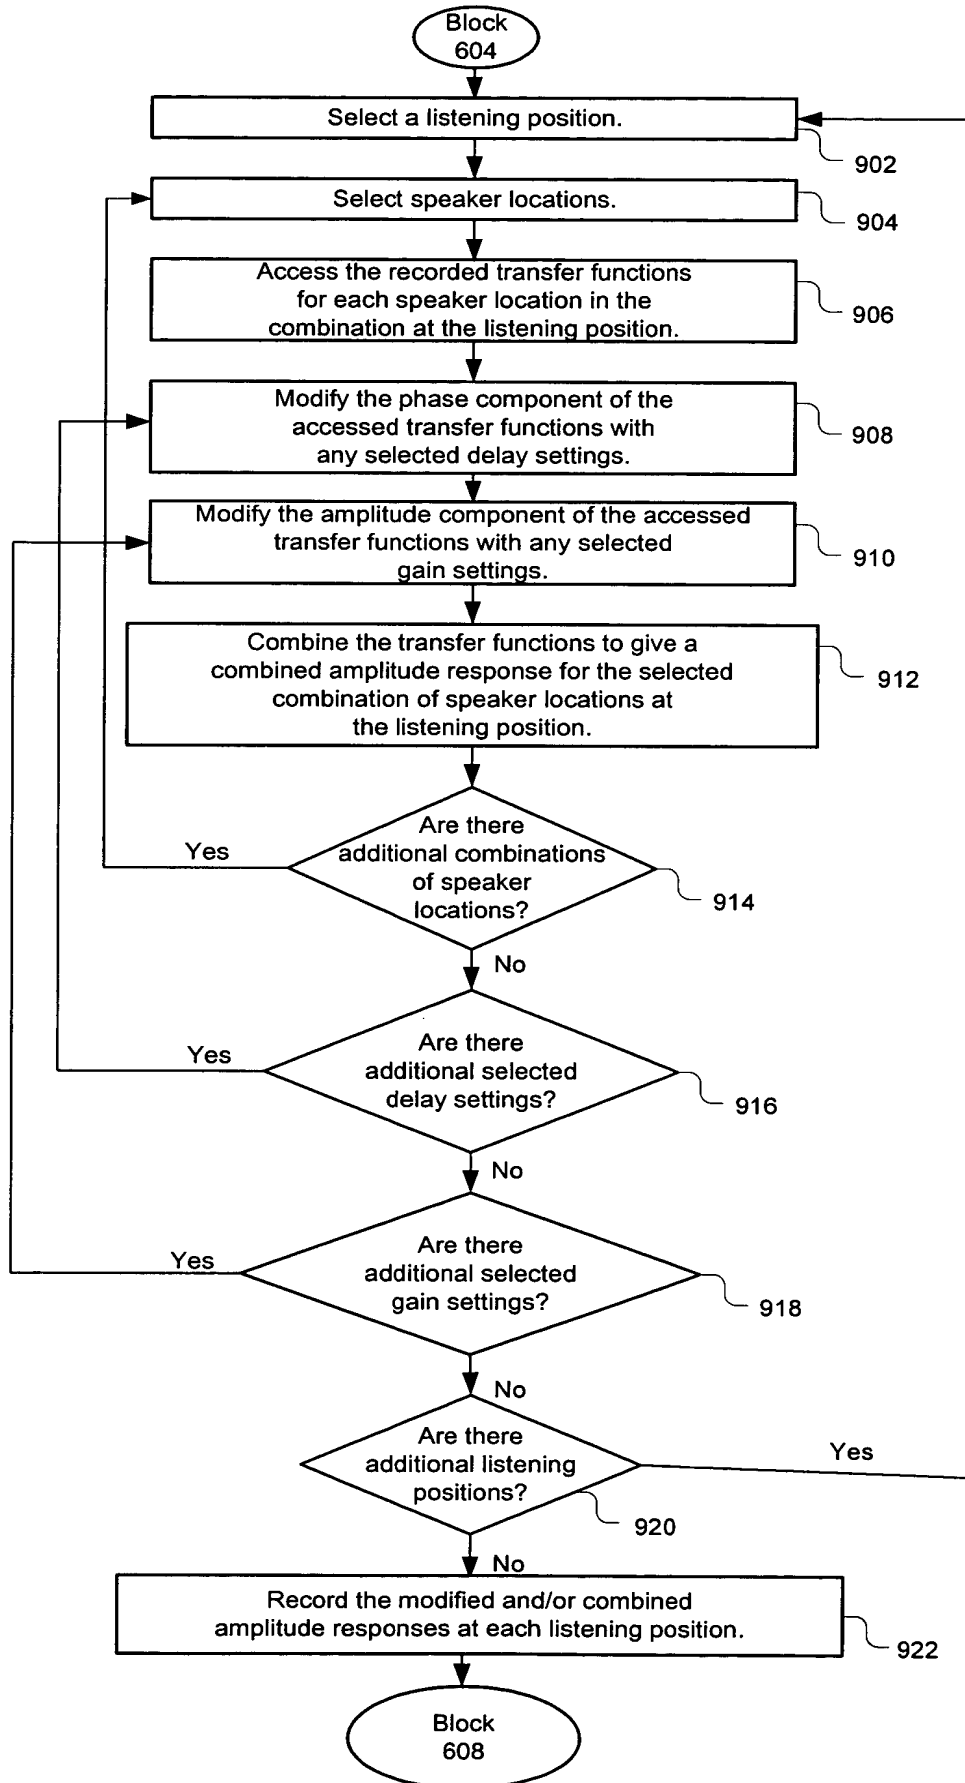 Block
604
Select a listening position.
902
Select speaker locations.
904
Access the recorded transfer functions
for each speaker location in the
combination at the listening position.
906
Modify the phase component of the
accessed transfer functions with
any selected delay settings.
908
Modify the amplitude component of the accessed
transfer functions with any selected
gain settings.
910
Combine the transfer functions to give a
combined amplitude response for the selected
combination of speaker locations at
the listening position.
912
Are there
additional combinations
of speaker
locations?
Yes
914
No
Are there
additional selected
delay settings?
Yes
916
No
Are there
additional selected
gain settings?
Yes
918
No
Are there
additional listening
positions?
Yes
920
No
Record the modified and/or combined
amplitude responses at each listening position.
922
Block
608